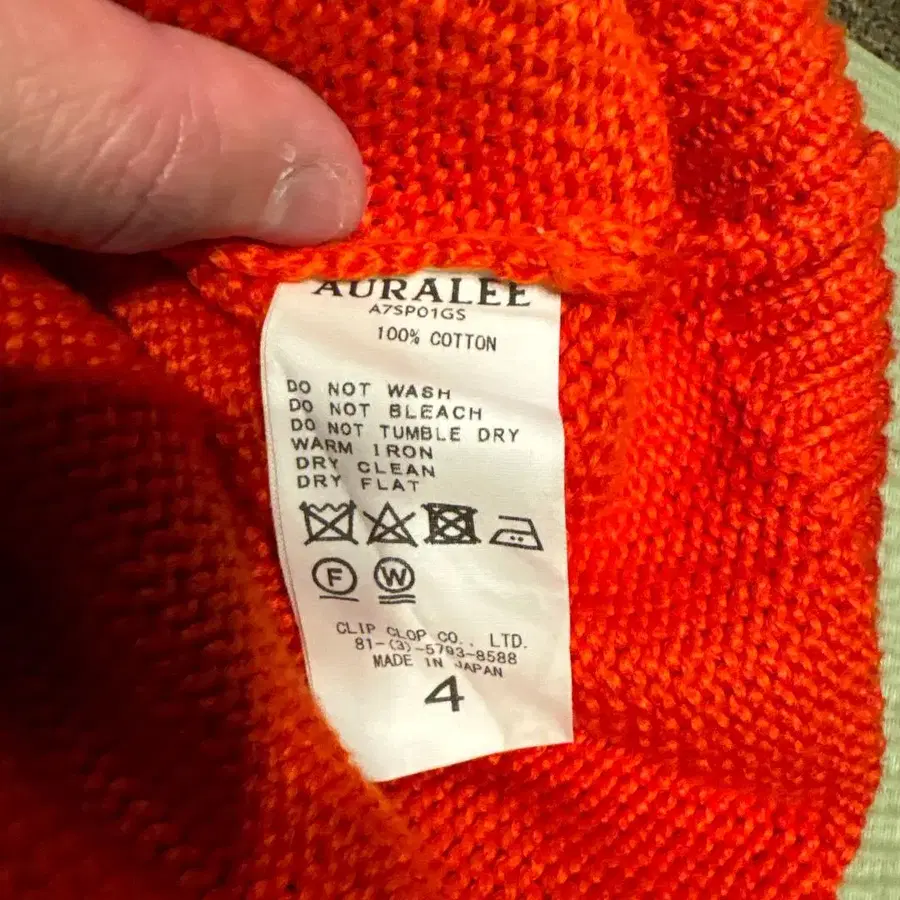 AURALEE
A7SP01GS
100% COTTON
DO NOT WASH
DO NOT BLEACH
DO NOT TUMBLE DRY
WARM IRON
DRY CLEAN
DRY FLAT
F W
CLIP CLOP CO., LTD.
81-(3)-5793-8588
MADE IN JAPAN
4